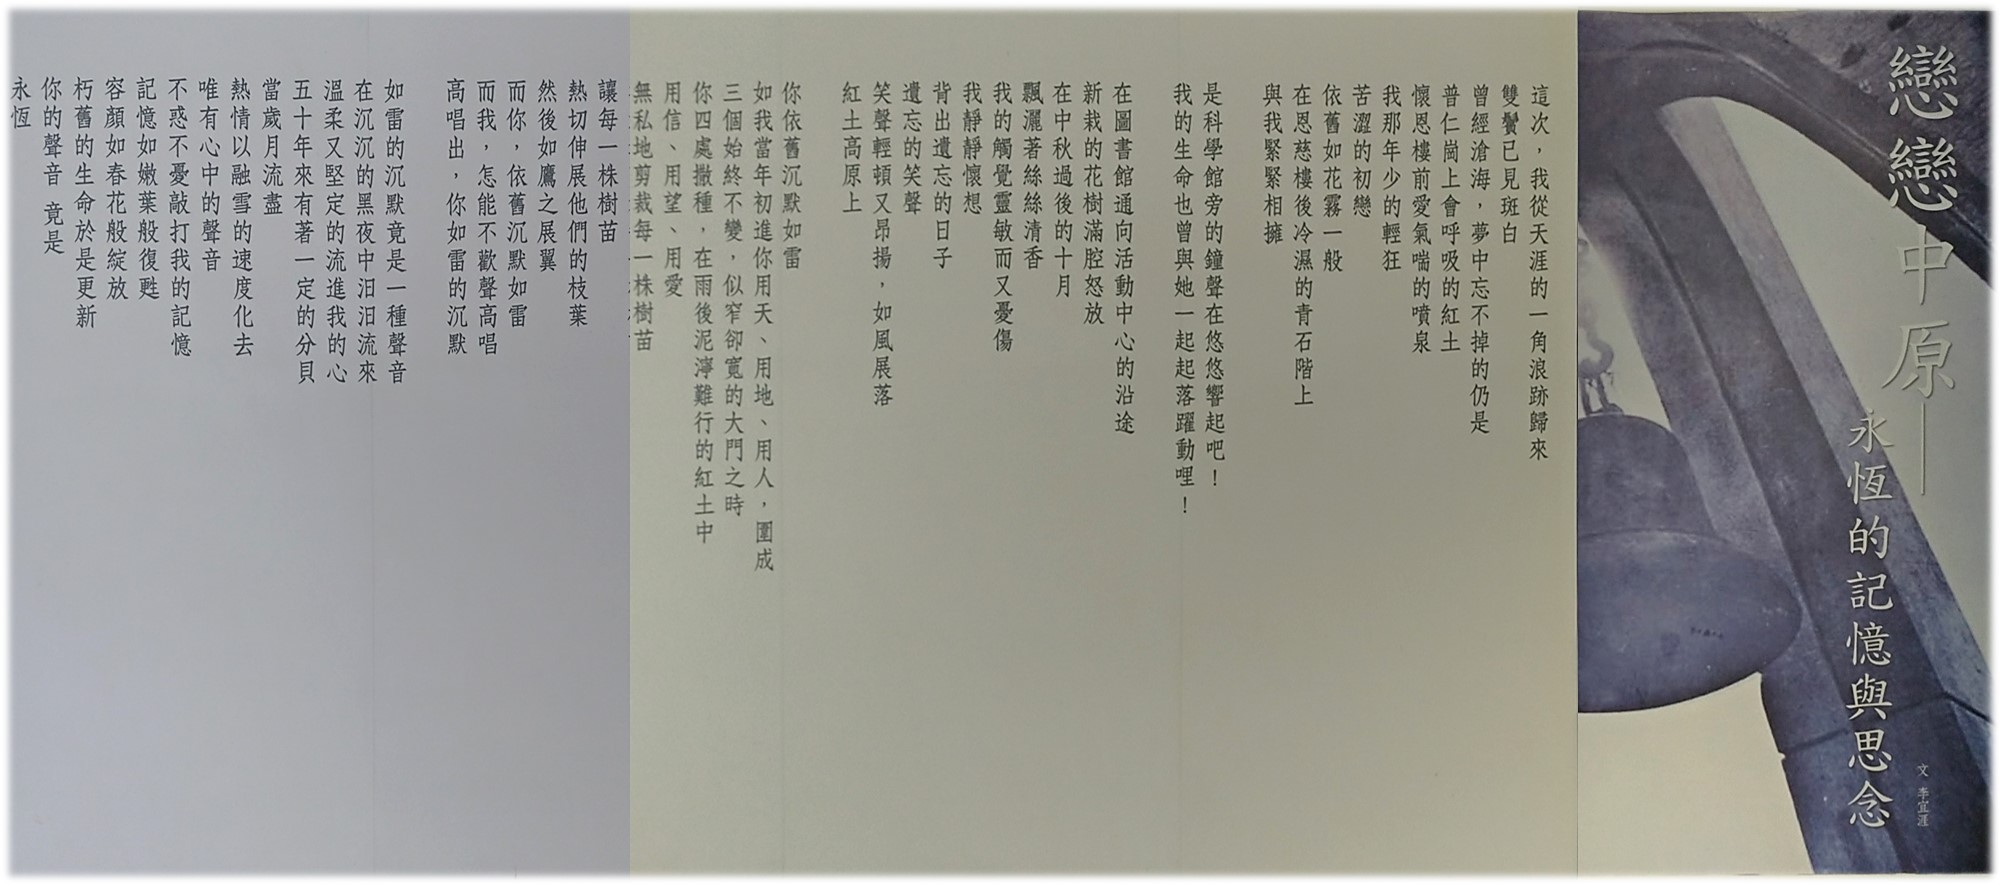 戀戀中原──
永恆的記憶與思念
文 李宜涯
這次，我從天涯的一角浪跡歸來
雙鬢已見斑白
曾經滄海，夢中忘不掉的仍是
普仁崗上會呼吸的紅土
懷恩樓前愛氣喘的噴泉
我那年少的輕狂
苦澀的初戀
依舊如花霧一般
在恩慈樓後冷濕的青石階上
與我緊緊相擁
是科學館旁的鐘聲在悠悠響起吧！
我的生命也曾與她一起起落躍動哩！
在圖書館通向活動中心的沿途
新栽的花樹滿腔怒放
在中秋過後的十月
飄灑著絲絲清香
我的觸覺靈敏而又憂傷
我靜靜懷想
背出遺忘的日子
遺忘的笑聲
笑聲輕頓又昂揚，如風展落
紅土高原上
你依舊沉默如雷
如我當年初進你用天、用地、用人，圍成
三個始終不變，似窄卻寬的大門之時
你四處撒種，在雨後泥濘難行的紅土中
用信、用望、用愛
無私地剪裁每一株樹苗
讓每一株樹苗
熱切伸展他們的枝葉
然後如鷹之展翼
而你，依舊沉默如雷
而我，怎能不歡聲高唱
高唱出，你如雷的沉默
如雷的沉默竟是一種聲音
在沉沉的黑夜中汩汩流來
溫柔又堅定的流進我的心
五十年來有著一定的分貝
當歲月流盡
熱情以融雪的速度化去
唯有心中的聲音
不惑不憂敲打我的記憶
記憶如嫩葉般復甦
容顏如春花般綻放
朽舊的生命於是更新
你的聲音 竟是
永恆